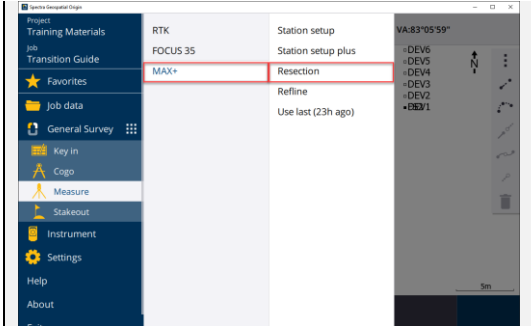 Spectra Geospatial Origin
Project
Training Materials
Job
Transition Guide
Favorites
Job data
General Survey
Key in
Cogo
Measure
Stakeout
Instrument
Settings
Help
About
RTK
FOCUS 35
MAX+
Station setup
Station setup plus
Resection
Refline
Use last (23h ago)
VA:83°05'59"
DEV6
DEV5
DEV4
DEV3
DEV2
N
5m